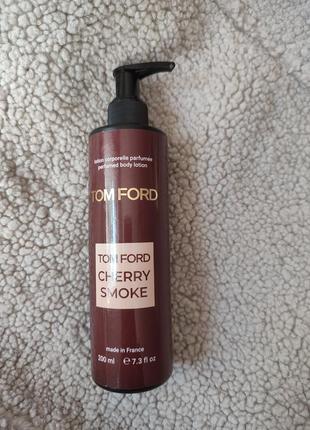 lotion corporelle parfumée
perfumed body lotion
TOM FORD
TOM FORD
CHERRY
SMOKE
made in France
200 ml ℮ 7.3 fl oz